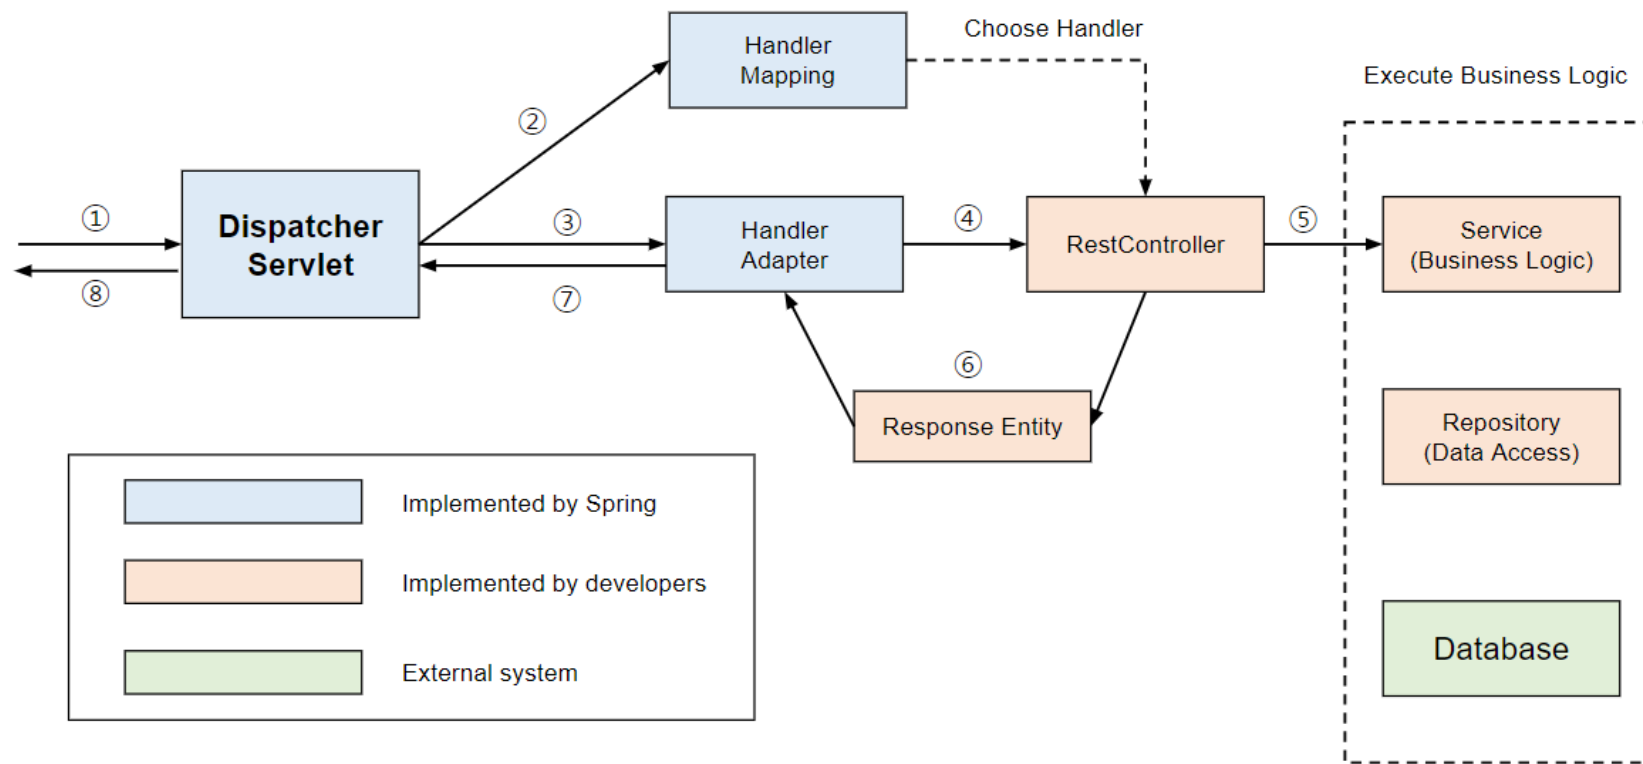 Handler
Mapping
Choose Handler
Execute Business Logic
②
①
Dispatcher
Servlet
③
Handler
Adapter
④
RestController
⑤
Service
(Business Logic)
⑧
⑦
⑥
Response Entity
Repository
(Data Access)
Implemented by Spring
Implemented by developers
External system
Database